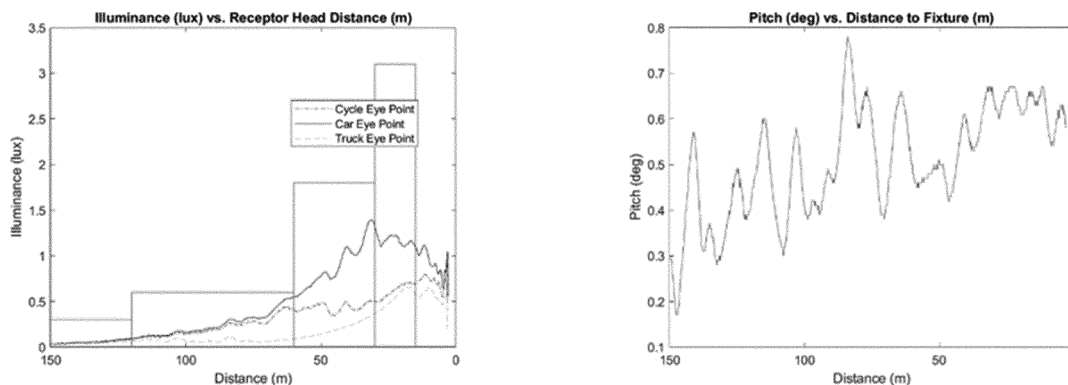 Illuminance (lux) vs. Receptor Head Distance (m)
3.5
3
2.5
2
1.5
1
0.5
0
Illuminance (lux)
Cycle Eye Point
Car Eye Point
Truck Eye Point
150 100 50 0
Distance (m)
Pitch (deg) vs. Distance to Fixture (m)
0.8
0.7
0.6
0.5
0.4
0.3
0.2
0.1
Pitch (deg)
150 100 50
Distance (m)